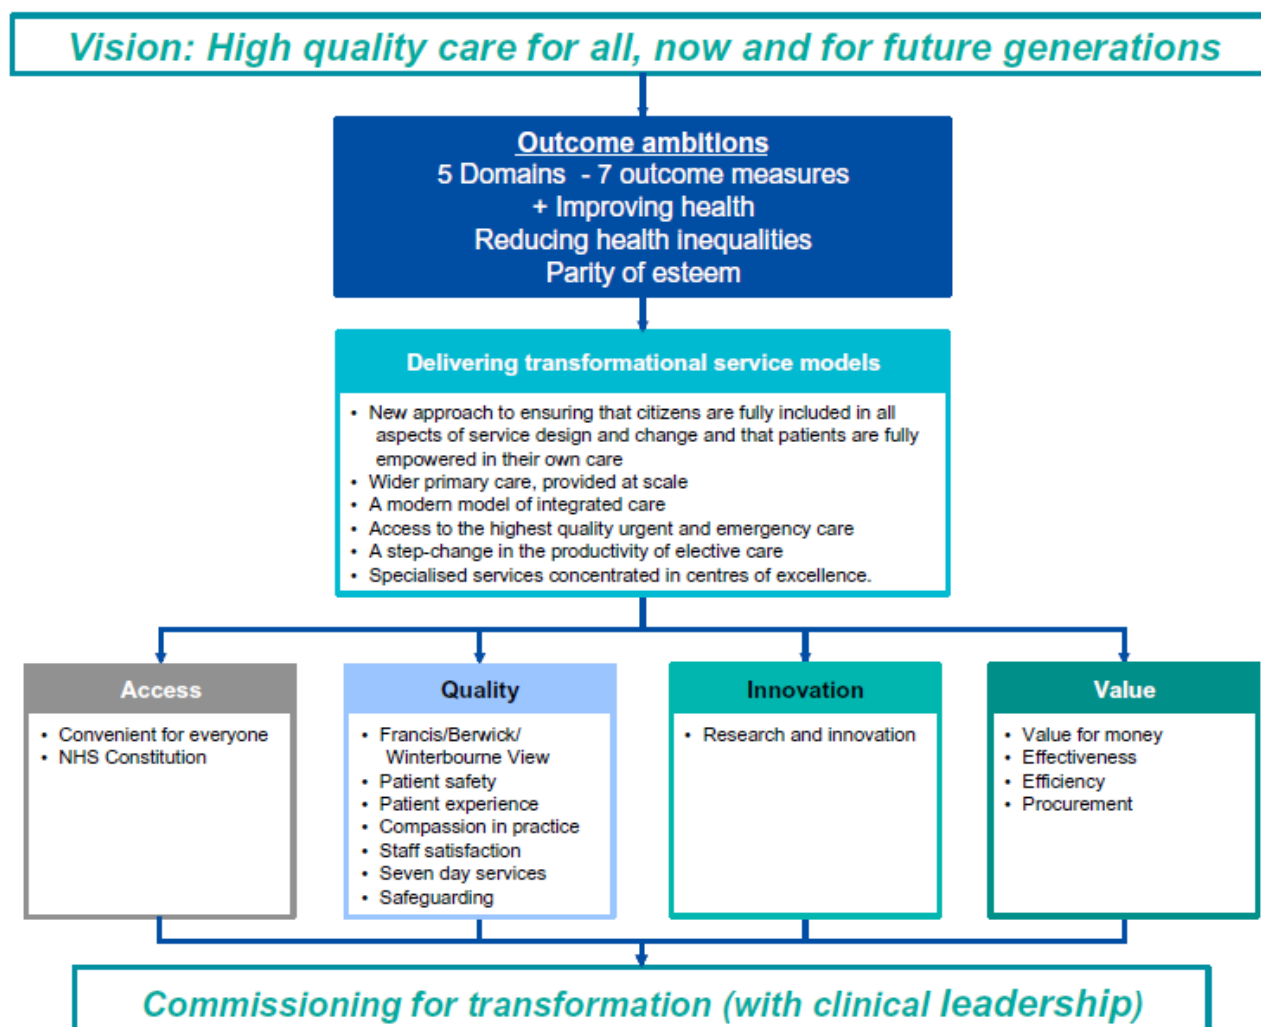 Vision: High quality care for all, now and for future generations
Outcome ambitions
5 Domains - 7 outcome measures
+ Improving health
Reducing health inequalities
Parity of esteem
Delivering transformational service models
• New approach to ensuring that citizens are fully included in all
aspects of service design and change and that patients are fully
empowered in their own care
• Wider primary care, provided at scale
• A modern model of integrated care
• Access to the highest quality urgent and emergency care
• A step-change in the productivity of elective care
• Specialised services concentrated in centres of excellence.
Access
• Convenient for everyone
• NHS Constitution
Quality
• Francis/Berwick/
Winterbourne View
• Patient safety
• Patient experience
• Compassion in practice
• Staff satisfaction
• Seven day services
• Safeguarding
Innovation
• Research and innovation
Value
• Value for money
• Effectiveness
• Efficiency
• Procurement
Commissioning for transformation (with clinical leadership)